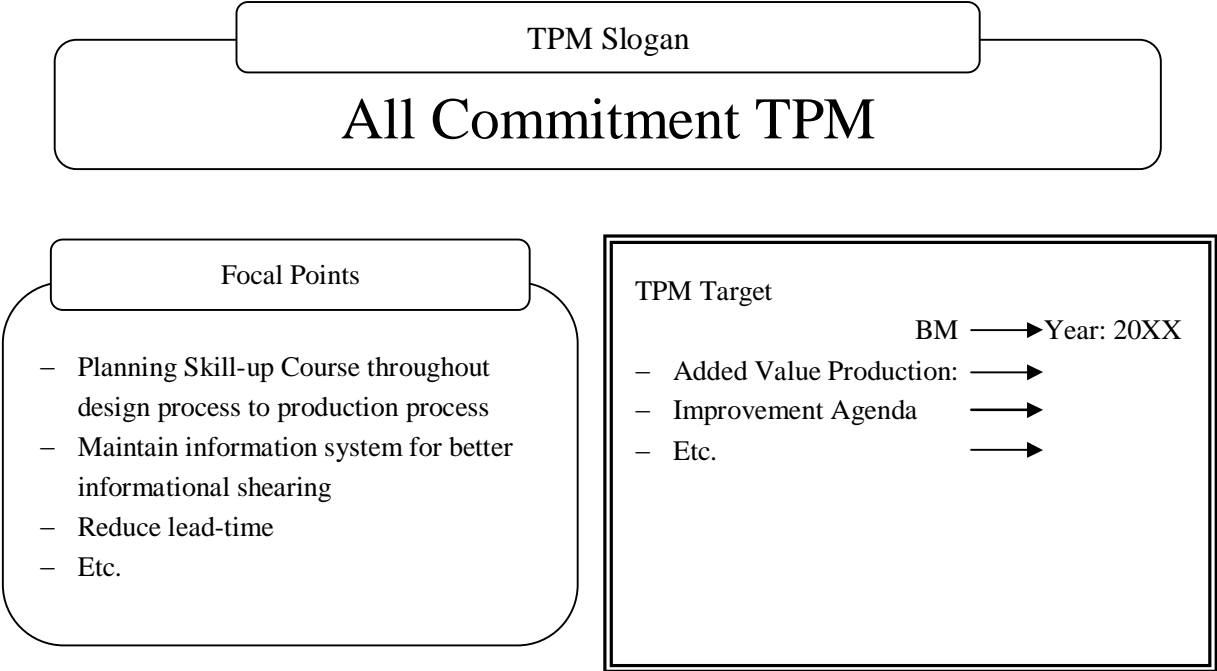 TPM Slogan
All Commitment TPM
Focal Points
– Planning Skill-up Course throughout
design process to production process
– Maintain information system for better
informational shearing
– Reduce lead-time
– Etc.
TPM Target
BM → Year: 20XX
– Added Value Production: →
– Improvement Agenda →
– Etc. →